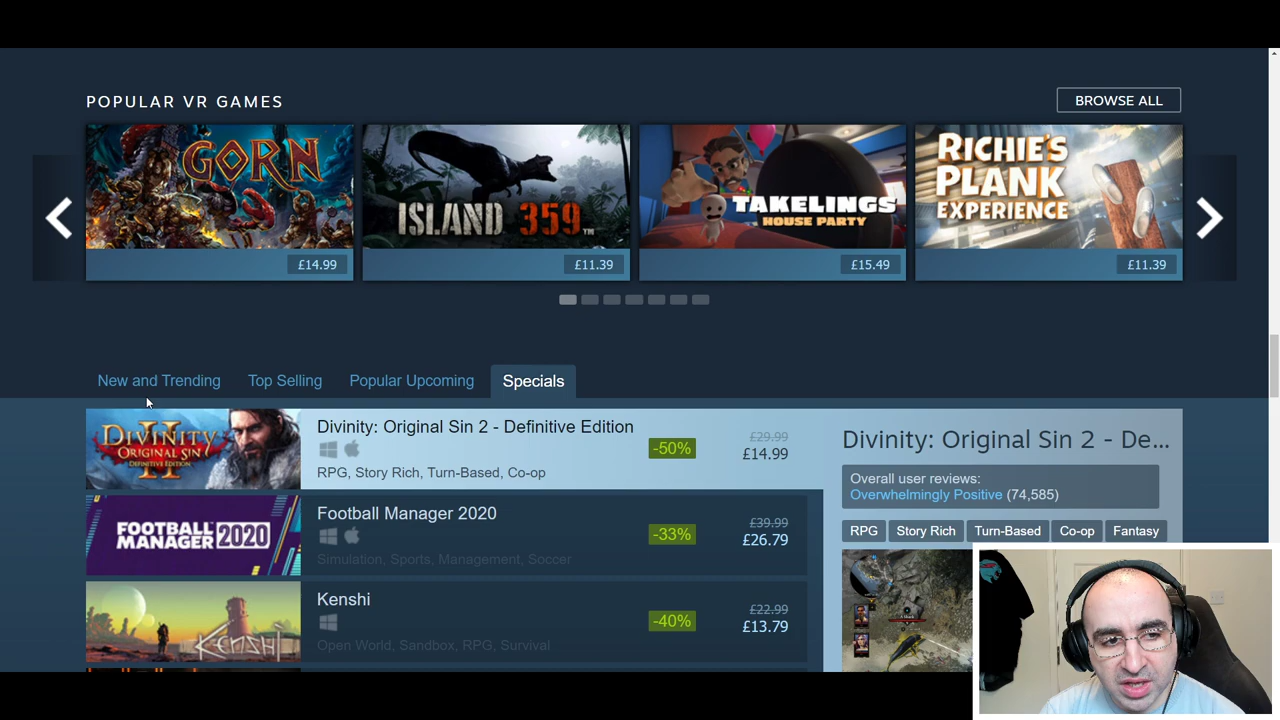 POPULAR VR GAMES
BROWSE ALL
GORN
ISLAND 359™
TAKELINGS
HOUSE PARTY
RICHIE'S
PLANK
EXPERIENCE
£14.99
£11.39
£15.49
£11.39
New and Trending
Top Selling
Popular Upcoming
Specials
DIVINITY
II
ORIGINAL SIN
DEFINITIVE EDITION
Divinity: Original Sin 2 - Definitive Edition
RPG, Story Rich, Turn-Based, Co-op
-50%
£29.99
£14.99
FOOTBALL
MANAGER 2020
Football Manager 2020
Simulation, Sports, Management, Soccer
-33%
£39.99
£26.79
KENSHI
Kenshi
Open World, Sandbox, RPG, Survival
-40%
£22.99
£13.79
Divinity: Original Sin 2 - De...
Overall user reviews:
Overwhelmingly Positive (74,585)
RPG
Story Rich
Turn-Based
Co-op
Fantasy